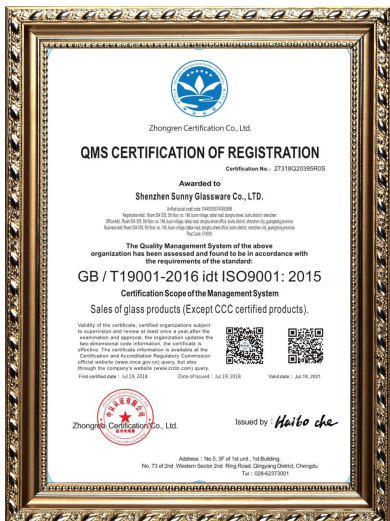 Zhongren Certification Co., Ltd.
QMS CERTIFICATION OF REGISTRATION
Certification No.: 27318Q20395R0S
Awarded to
Shenzhen Sunny Glassware Co., LTD.
The Quality Management System of the above
organization has been assessed and found to be in accordance with
the requirements of the standard:
GB / T19001-2016 idt ISO9001: 2015
Certification Scope of the Management System
Sales of glass products (Except CCC certified products).
Validity of the certificate, certified organizations subject
to supervision and review at least once a year,after the
examination and approval, the organization updates the
two-dimensional code information, the certificate is
effective. The certificate information is available at the
Certification and Accreditation Regulatory Commission
official website (www.cnca.gov.cn) query, but also
through the company's website (www.zrcln.com) query.
First certified date : Jul.19, 2018 Date of Issued : Jul.19, 2018 Valid date : Jul.19, 2021
Zhongren Certification Co., Ltd.
Issued by : Haibo che
Address : No.5, 3F of 1st unit , 1st Building,
No. 73 of 2nd Western Sector 2nd Ring Road, Qingyang District, Chengdu
Tel : 028-62373001